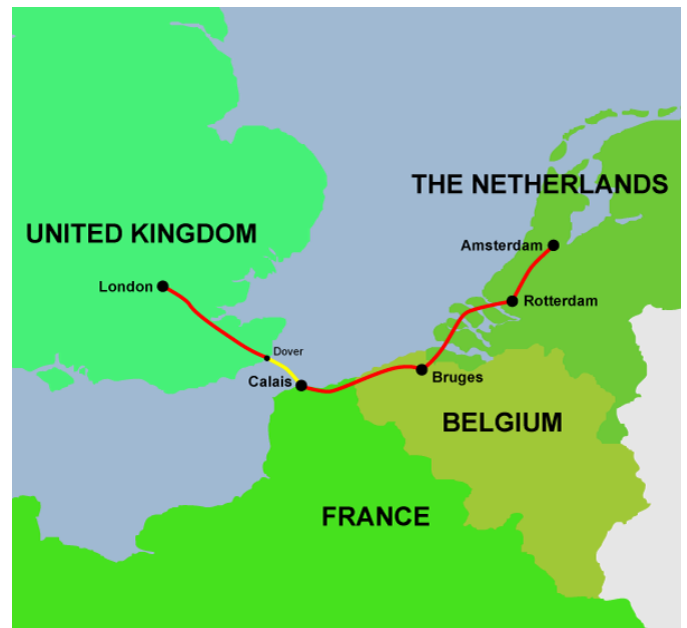 THE NETHERLANDS
UNITED KINGDOM
Amsterdam
London
Rotterdam
Dover
Calais
Bruges
BELGIUM
FRANCE